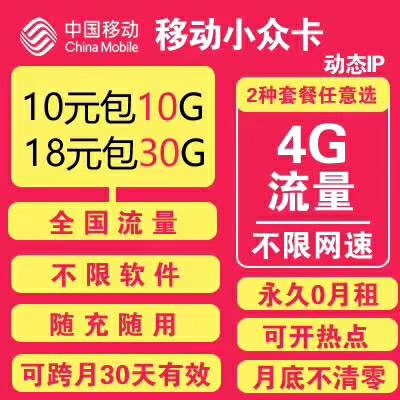 中国移动
China Mobile
移动小众卡
动态IP
10元包10G
18元包30G
2种套餐任意选
4G
流量
不限网速
全国流量
不限软件
随充随用
可跨月30天有效
永久0月租
可开热点
月底不清零